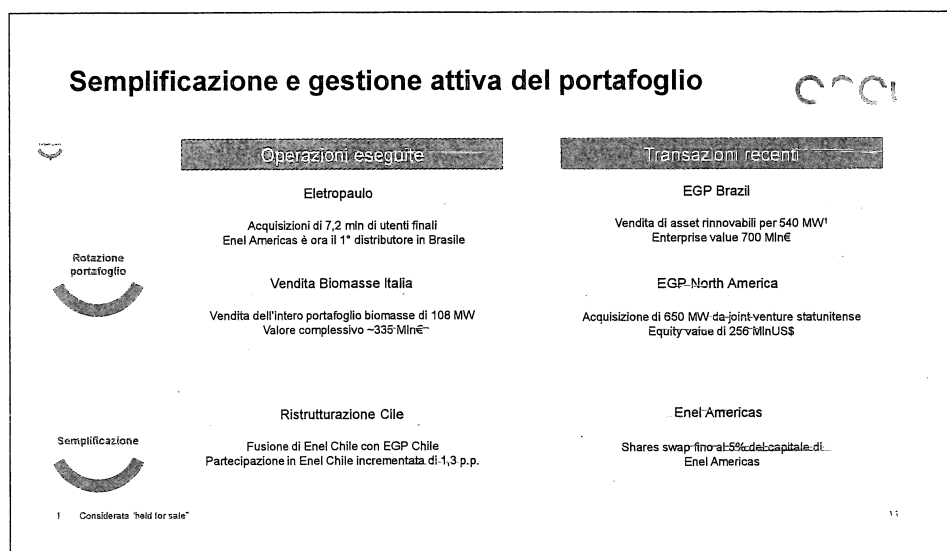 Semplificazione e gestione attiva del portafoglio
Operazioni eseguite
Transazioni recenti
Eletropaulo
Acquisizioni di 7,2 mln di utenti finali
Enel Americas è ora il 1° distributore in Brasile
EGP Brazil
Vendita di asset rinnovabili per 540 MW¹
Enterprise value 700 Mln€
Rotazione
portafoglio
Vendita Biomasse Italia
Vendita dell'intero portafoglio biomasse di 108 MW
Valore complessivo ~335 Mln€
EGP North America
Acquisizione di 650 MW da joint venture statunitense
Equity value di 256 MlnUS$
Semplificazione
Ristrutturazione Cile
Fusione di Enel Chile con EGP Chile
Partecipazione in Enel Chile incrementata di 1,3 p.p.
Enel Americas
Shares swap fino al 5% del capitale di
Enel Americas
1 Considerata "held for sale"